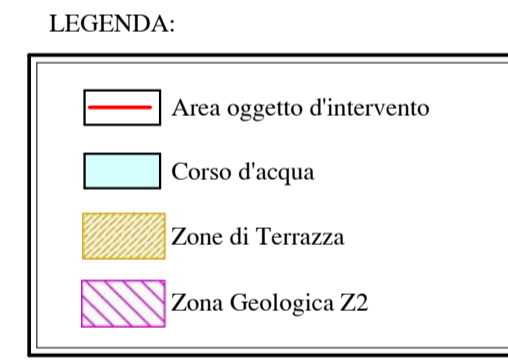 LEGENDA:
Area oggetto d'intervento
Corso d'acqua
Zone di Terrazza
Zona Geologica Z2